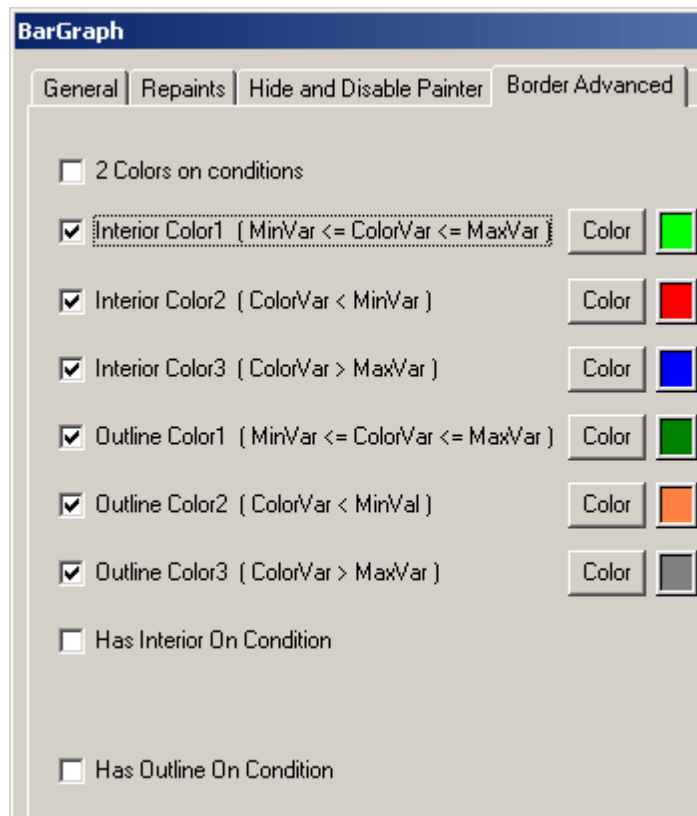 BarGraph
General Repaints Hide and Disable Painter Border Advanced
2 Colors on conditions
Interior Color1 ( MinVar <= ColorVar <= MaxVar ) Color
Interior Color2 ( ColorVar < MinVar ) Color
Interior Color3 ( ColorVar > MaxVar ) Color
Outline Color1 ( MinVar <= ColorVar <= MaxVar ) Color
Outline Color2 ( ColorVar < MinVal ) Color
Outline Color3 ( ColorVar > MaxVar ) Color
Has Interior On Condition
Has Outline On Condition